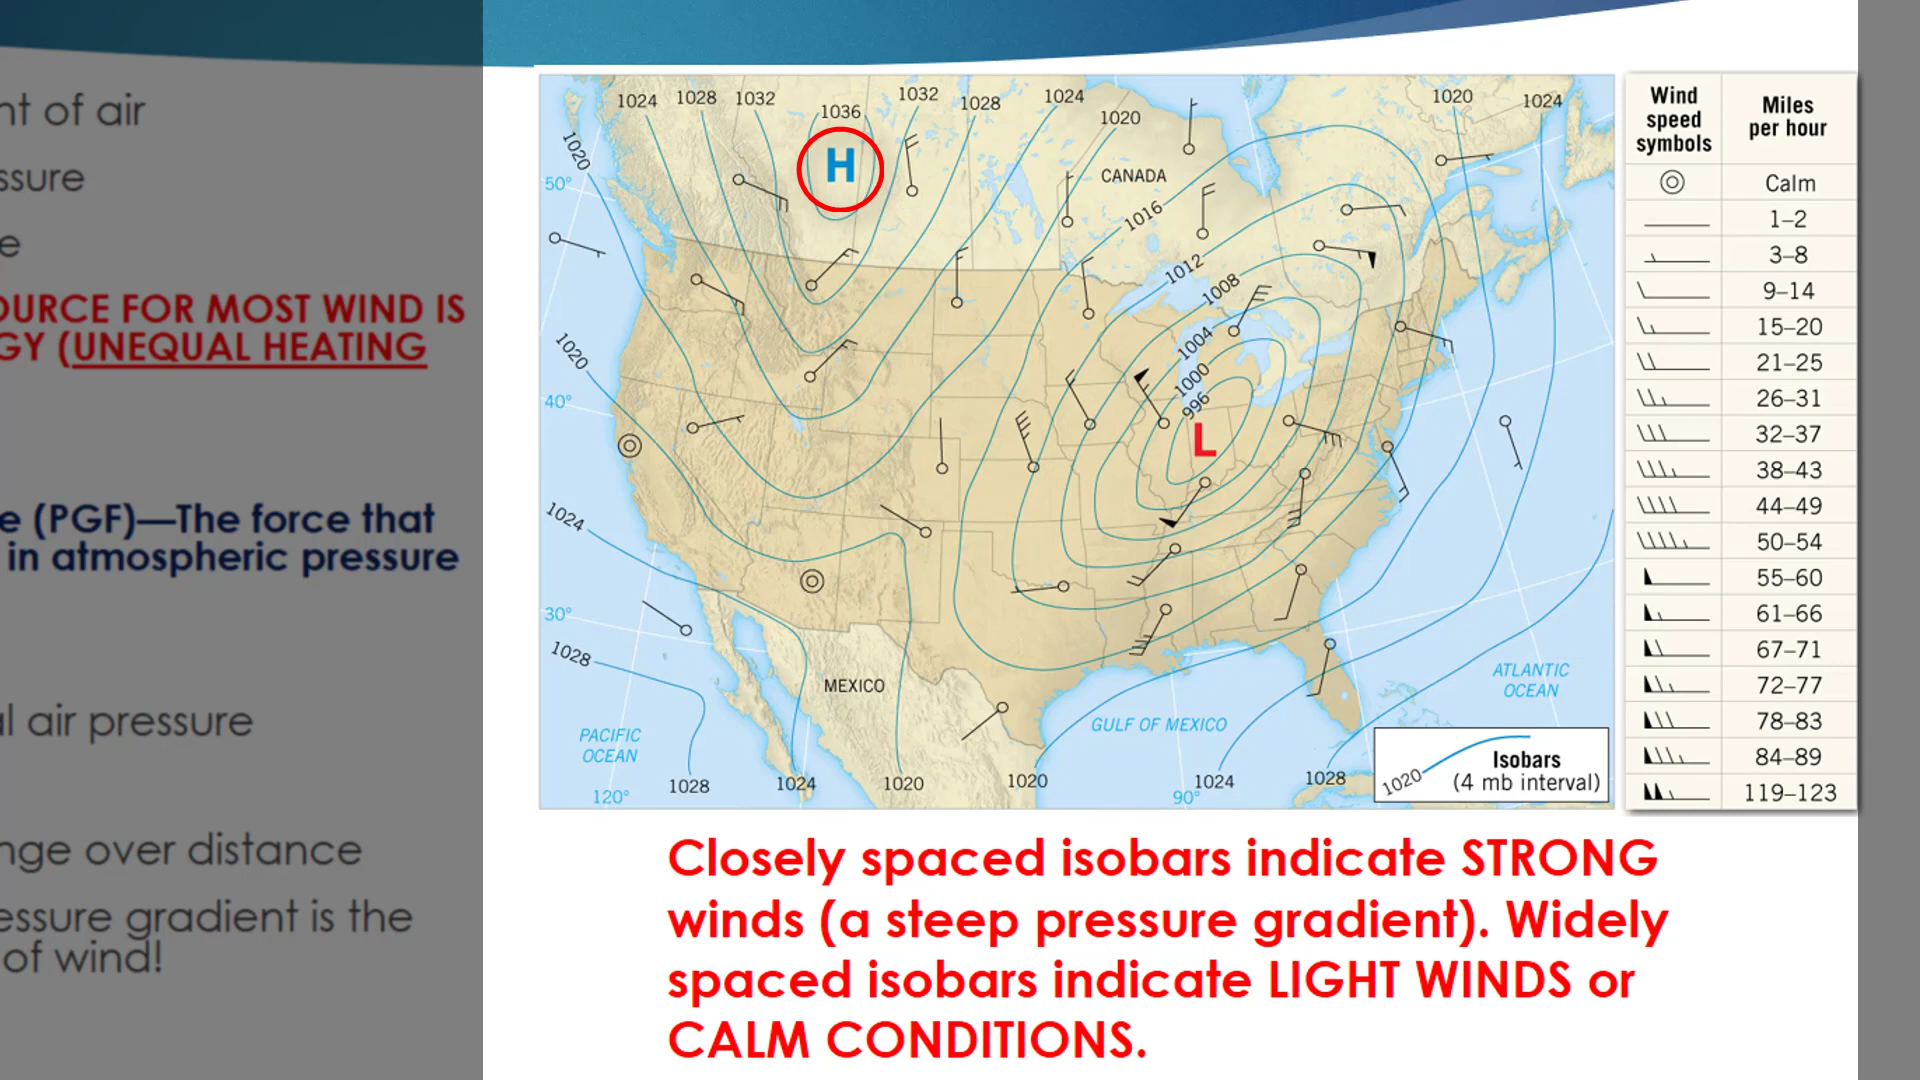 nt of air
ssure
e
OURCE FOR MOST WIND IS
GY (UNEQUAL HEATING
e (PGF)—The force that
in atmospheric pressure
l air pressure
nge over distance
essure gradient is the
of wind!
1024 1028 1032 1036 1032 1028 1024 1020 1020 1024
H
1020
50°
CANADA
1016
1012
1008
1020
1004
1000
996
40°
L
1024
30°
1028
MEXICO
ATLANTIC
OCEAN
GULF OF MEXICO
PACIFIC
OCEAN
1028 1024 1020 1020 1024 1028
120° 90°
Isobars
1020 (4 mb interval)
Wind
speed
symbols
Miles
per hour
Calm
1–2
3–8
9–14
15–20
21–25
26–31
32–37
38–43
44–49
50–54
55–60
61–66
67–71
72–77
78–83
84–89
119–123
Closely spaced isobars indicate STRONG
winds (a steep pressure gradient). Widely
spaced isobars indicate LIGHT WINDS or
CALM CONDITIONS.